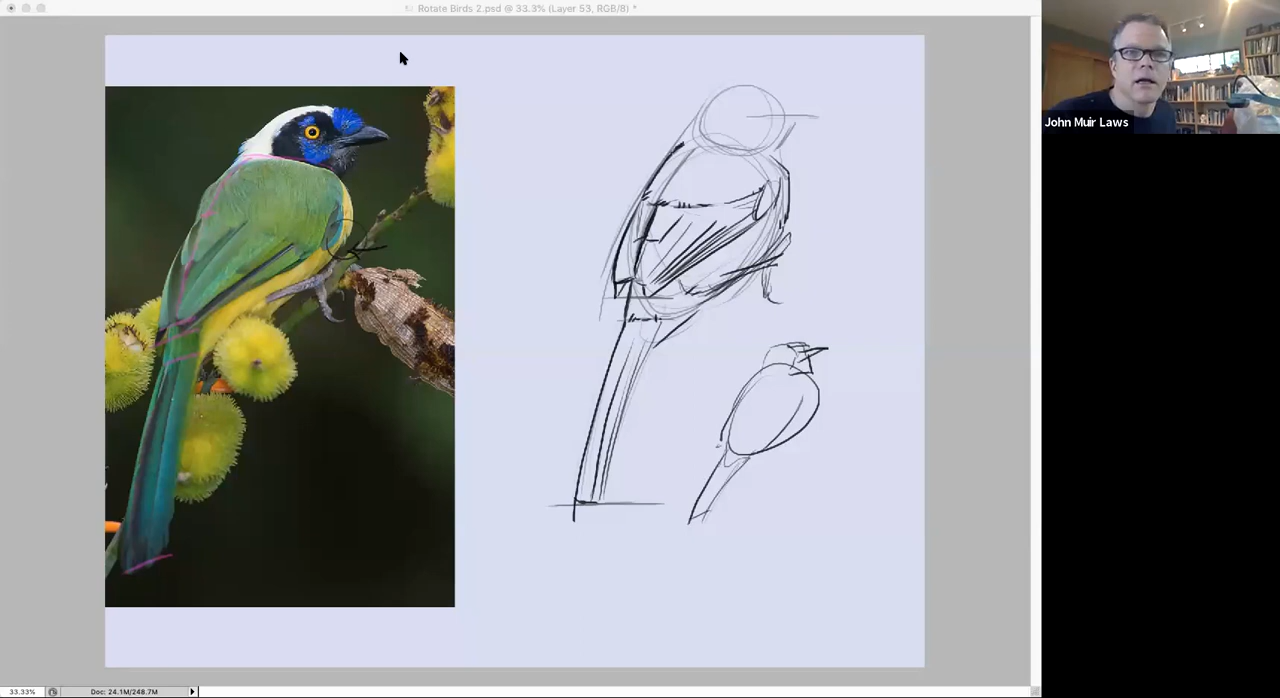 Rotate Birds 2.psd @ 33.3% (Layer 53, RGB/8) *
John Muir Laws
33.33%
Doc: 24.1M/248.7M